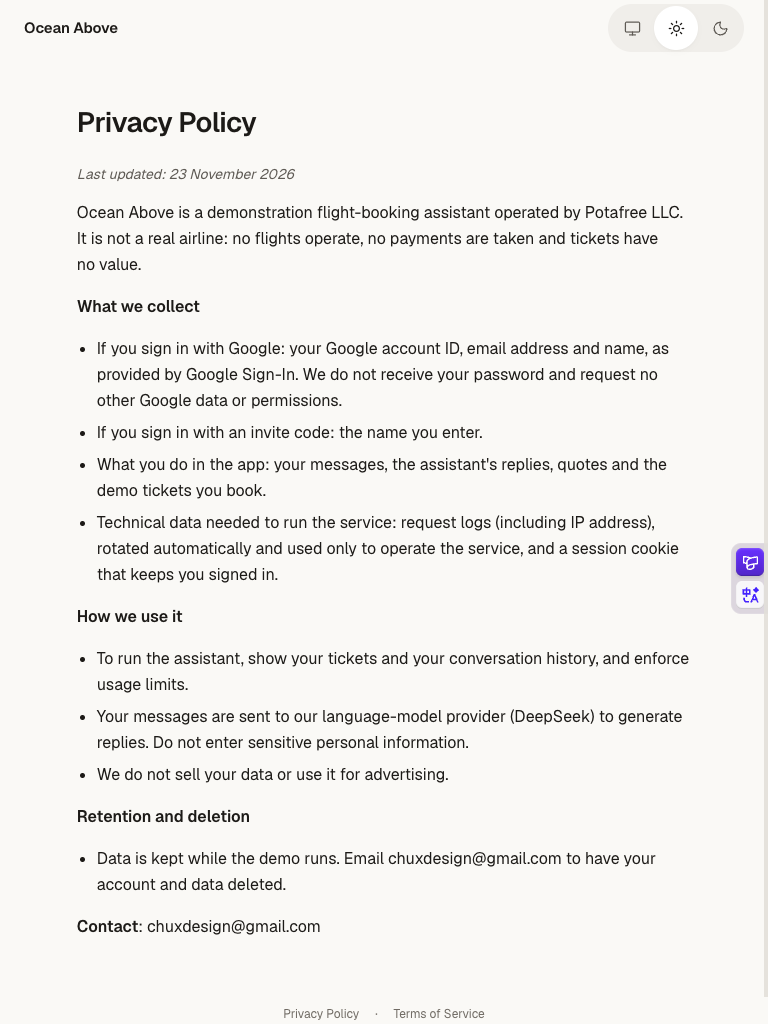 Ocean Above
Privacy Policy
Last updated: 23 November 2026
Ocean Above is a demonstration flight-booking assistant operated by Potafree LLC.
It is not a real airline: no flights operate, no payments are taken and tickets have
no value.
What we collect
• If you sign in with Google: your Google account ID, email address and name, as
provided by Google Sign-In. We do not receive your password and request no
other Google data or permissions.
• If you sign in with an invite code: the name you enter.
• What you do in the app: your messages, the assistant's replies, quotes and the
demo tickets you book.
• Technical data needed to run the service: request logs (including IP address),
rotated automatically and used only to operate the service, and a session cookie
that keeps you signed in.
How we use it
• To run the assistant, show your tickets and your conversation history, and enforce
usage limits.
• Your messages are sent to our language-model provider (DeepSeek) to generate
replies. Do not enter sensitive personal information.
• We do not sell your data or use it for advertising.
Retention and deletion
• Data is kept while the demo runs. Email chuxdesign@gmail.com to have your
account and data deleted.
Contact: chuxdesign@gmail.com
Privacy Policy · Terms of Service